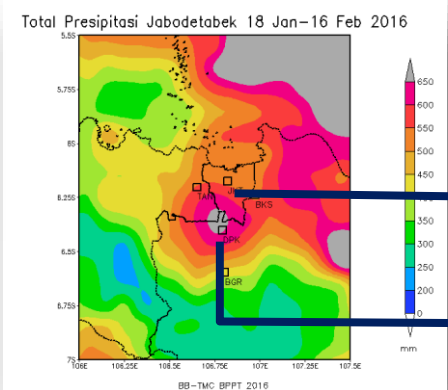 Total Presipitasi Jabodetabek 18 Jan-16 Feb 2016
5.5S
5.75S
6S
6.25S
6.5S
6.75S
7S
106E
106.25E
106.5E
106.75E
107E
107.25E
107.5E
BKS
DPK
BGR
650
600
550
500
450
400
350
300
250
200
100
0
mm
BB-TMC BPPT 2016